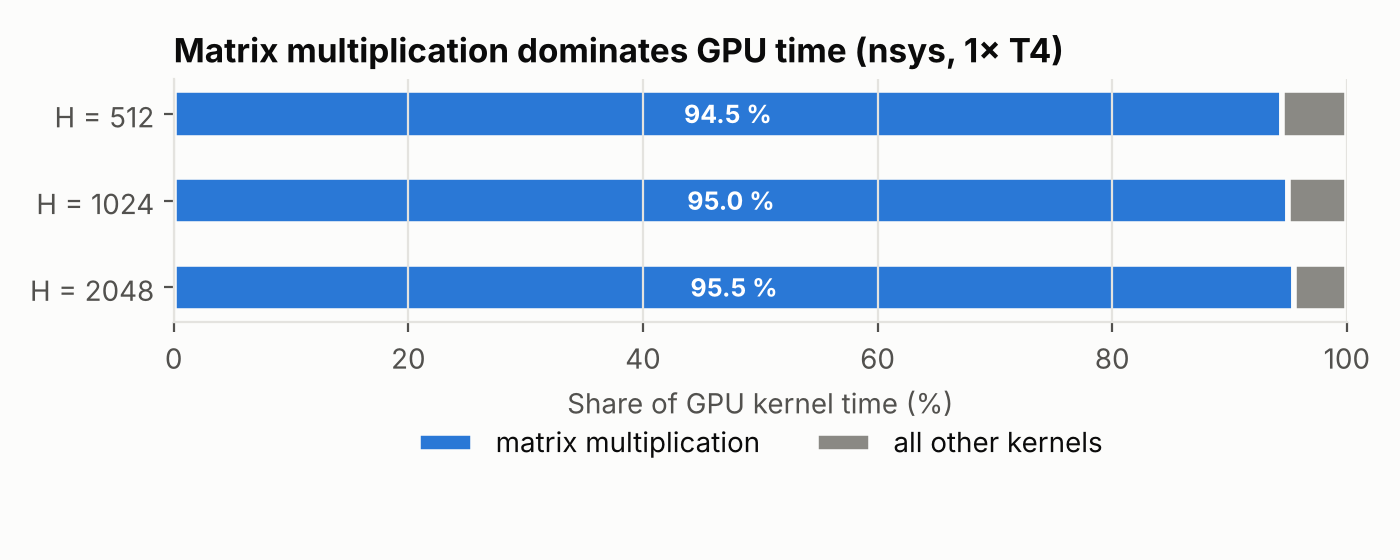 Matrix multiplication dominates GPU time (nsys, 1× T4)
H = 512
94.5 %
H = 1024
95.0 %
H = 2048
95.5 %
0 20 40 60 80 100
Share of GPU kernel time (%)
matrix multiplication all other kernels